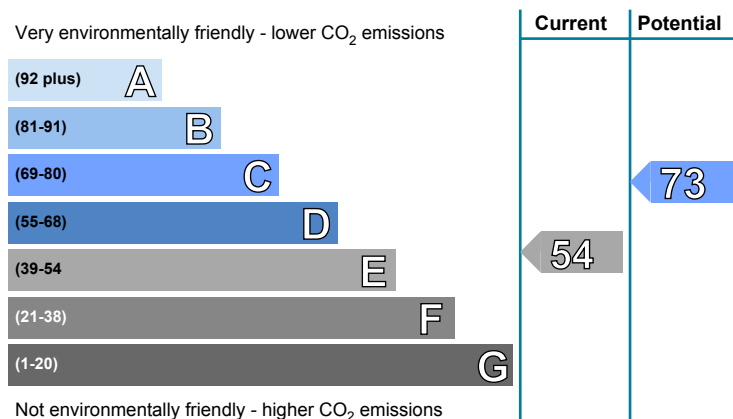 Very environmentally friendly - lower CO₂ emissions
Current
Potential
(92 plus) A
(81-91) B
(69-80) C
73
(55-68) D
54
(39-54 E
(21-38) F
(1-20) G
Not environmentally friendly - higher CO₂ emissions